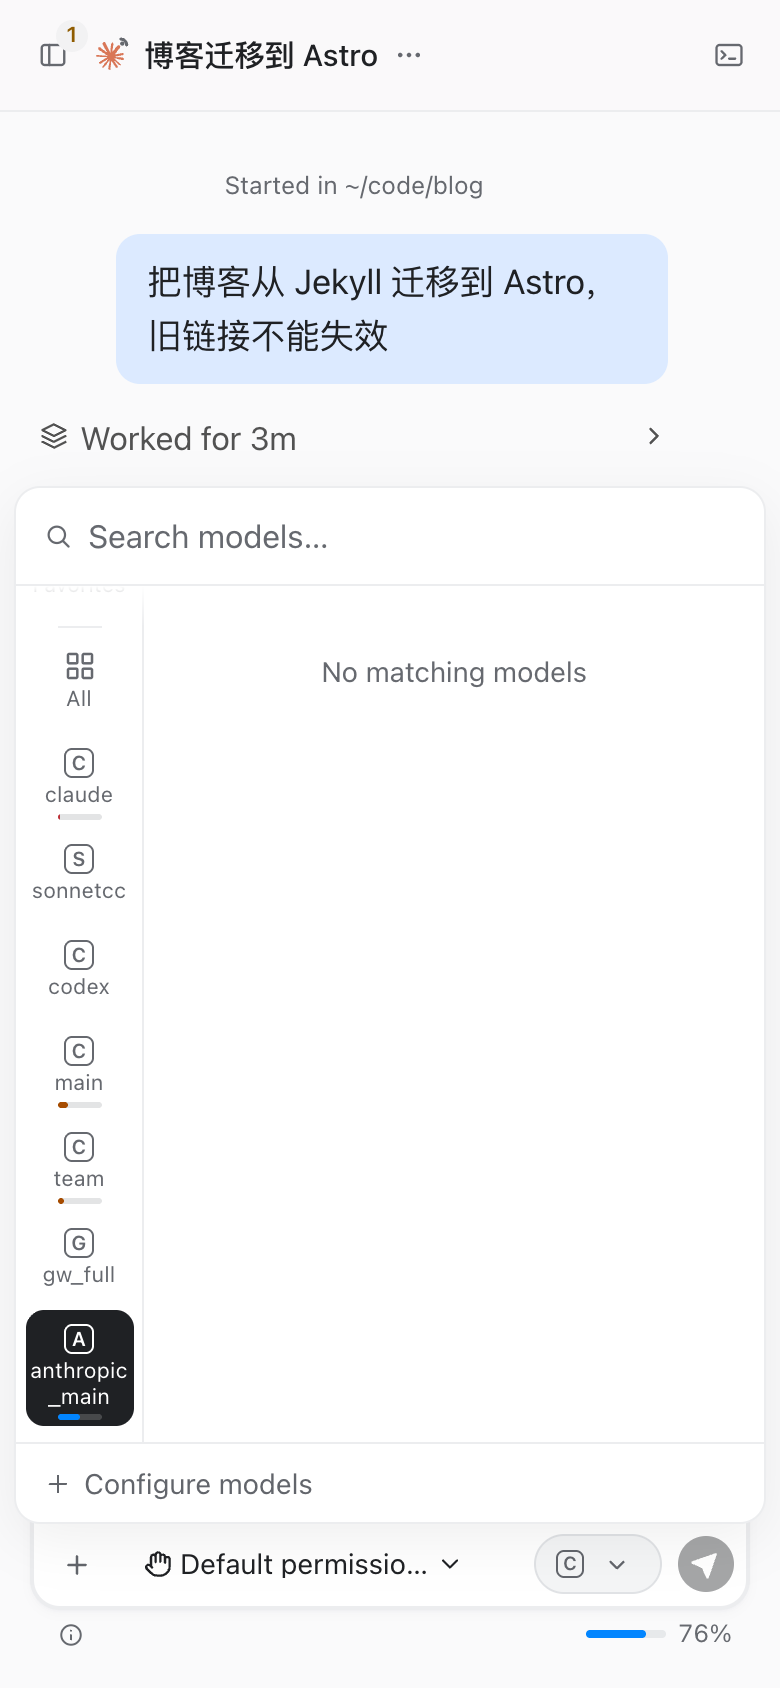 1
博客迁移到 Astro
Started in ~/code/blog
把博客从 Jekyll 迁移到 Astro,
旧链接不能失效
Worked for 3m
Search models...
Favorites
All
C
claude
S
sonnetcc
C
codex
C
main
C
team
G
gw_full
A
anthropic
_main
No matching models
Configure models
Default permissio...
C
76%